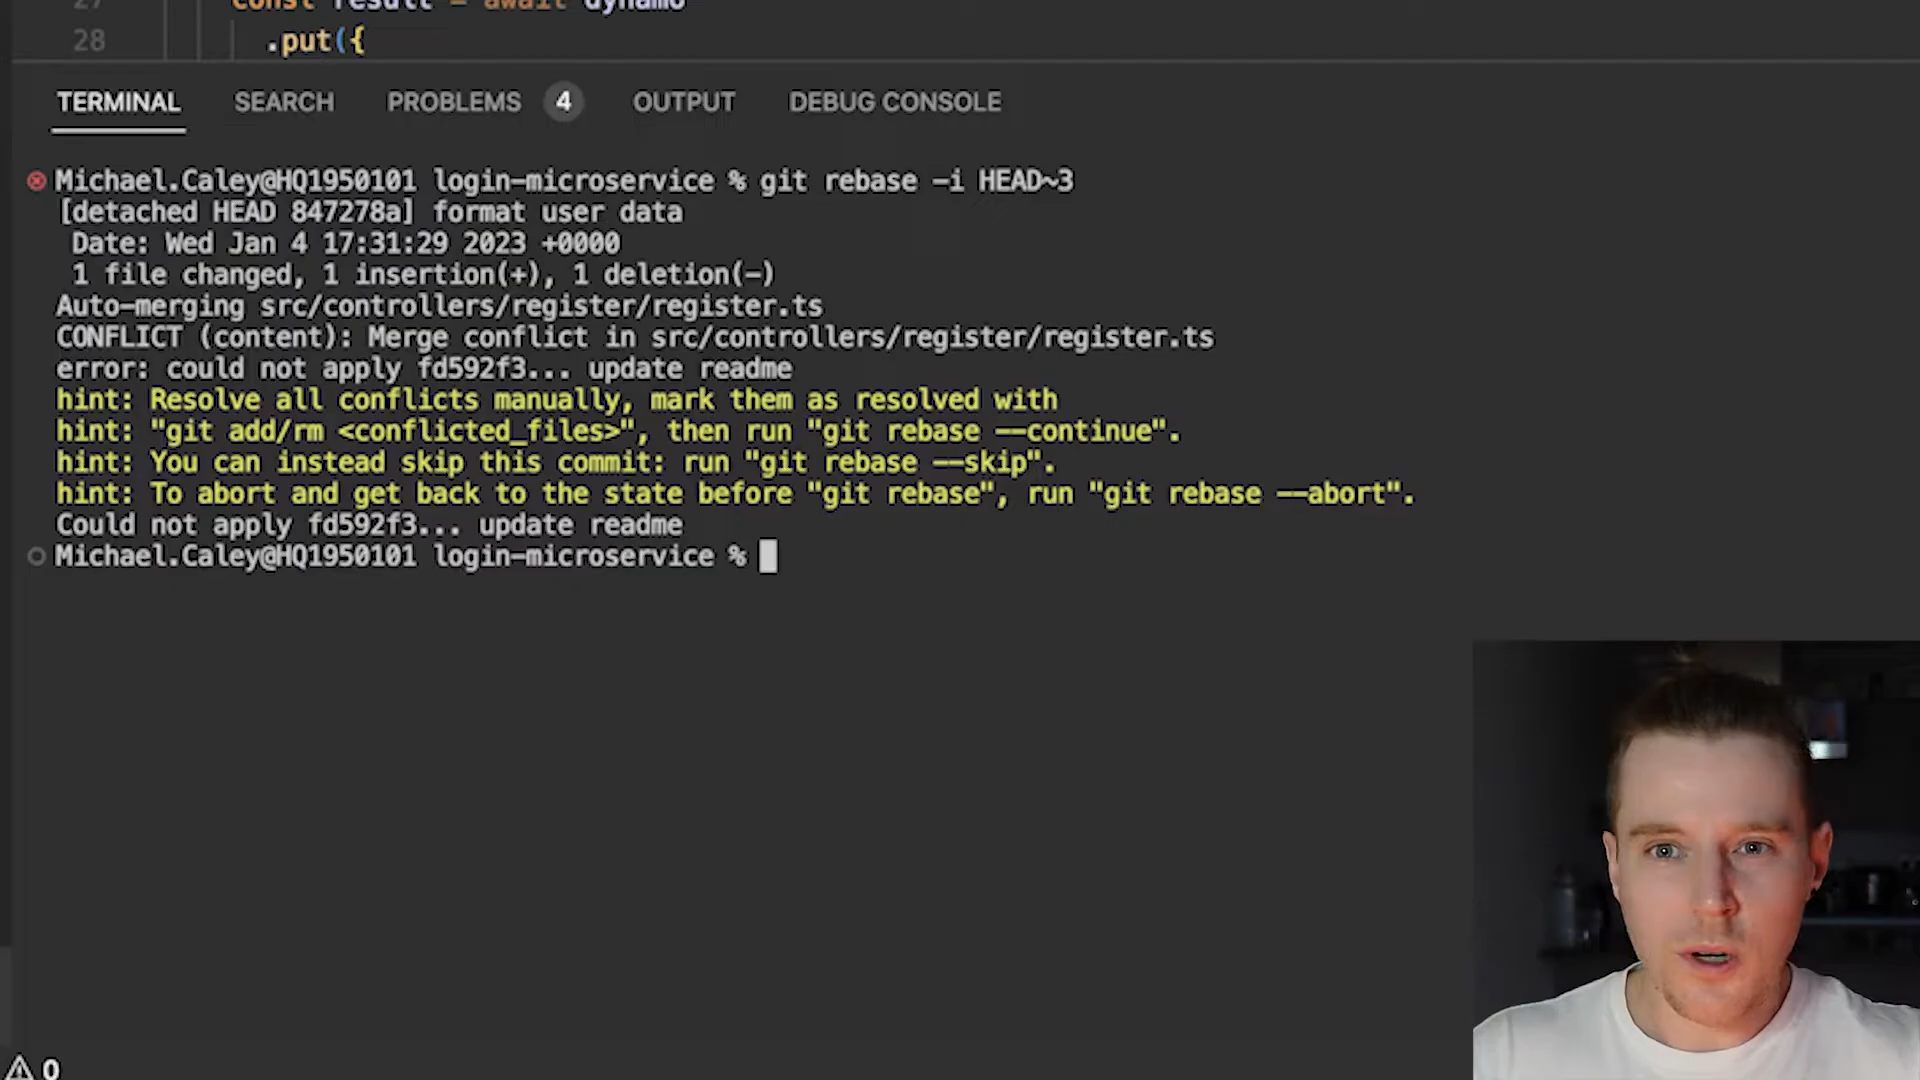 27 const result = await dynamo
28 .put({
TERMINAL SEARCH PROBLEMS 4 OUTPUT DEBUG CONSOLE
Michael.Caley@HQ1950101 login-microservice % git rebase -i HEAD~3
[detached HEAD 847278a] format user data
Date: Wed Jan 4 17:31:29 2023 +0000
1 file changed, 1 insertion(+), 1 deletion(-)
Auto-merging src/controllers/register/register.ts
CONFLICT (content): Merge conflict in src/controllers/register/register.ts
error: could not apply fd592f3... update readme
hint: Resolve all conflicts manually, mark them as resolved with
hint: "git add/rm <conflicted_files>", then run "git rebase --continue".
hint: You can instead skip this commit: run "git rebase --skip".
hint: To abort and get back to the state before "git rebase", run "git rebase --abort".
Could not apply fd592f3... update readme
Michael.Caley@HQ1950101 login-microservice %
0